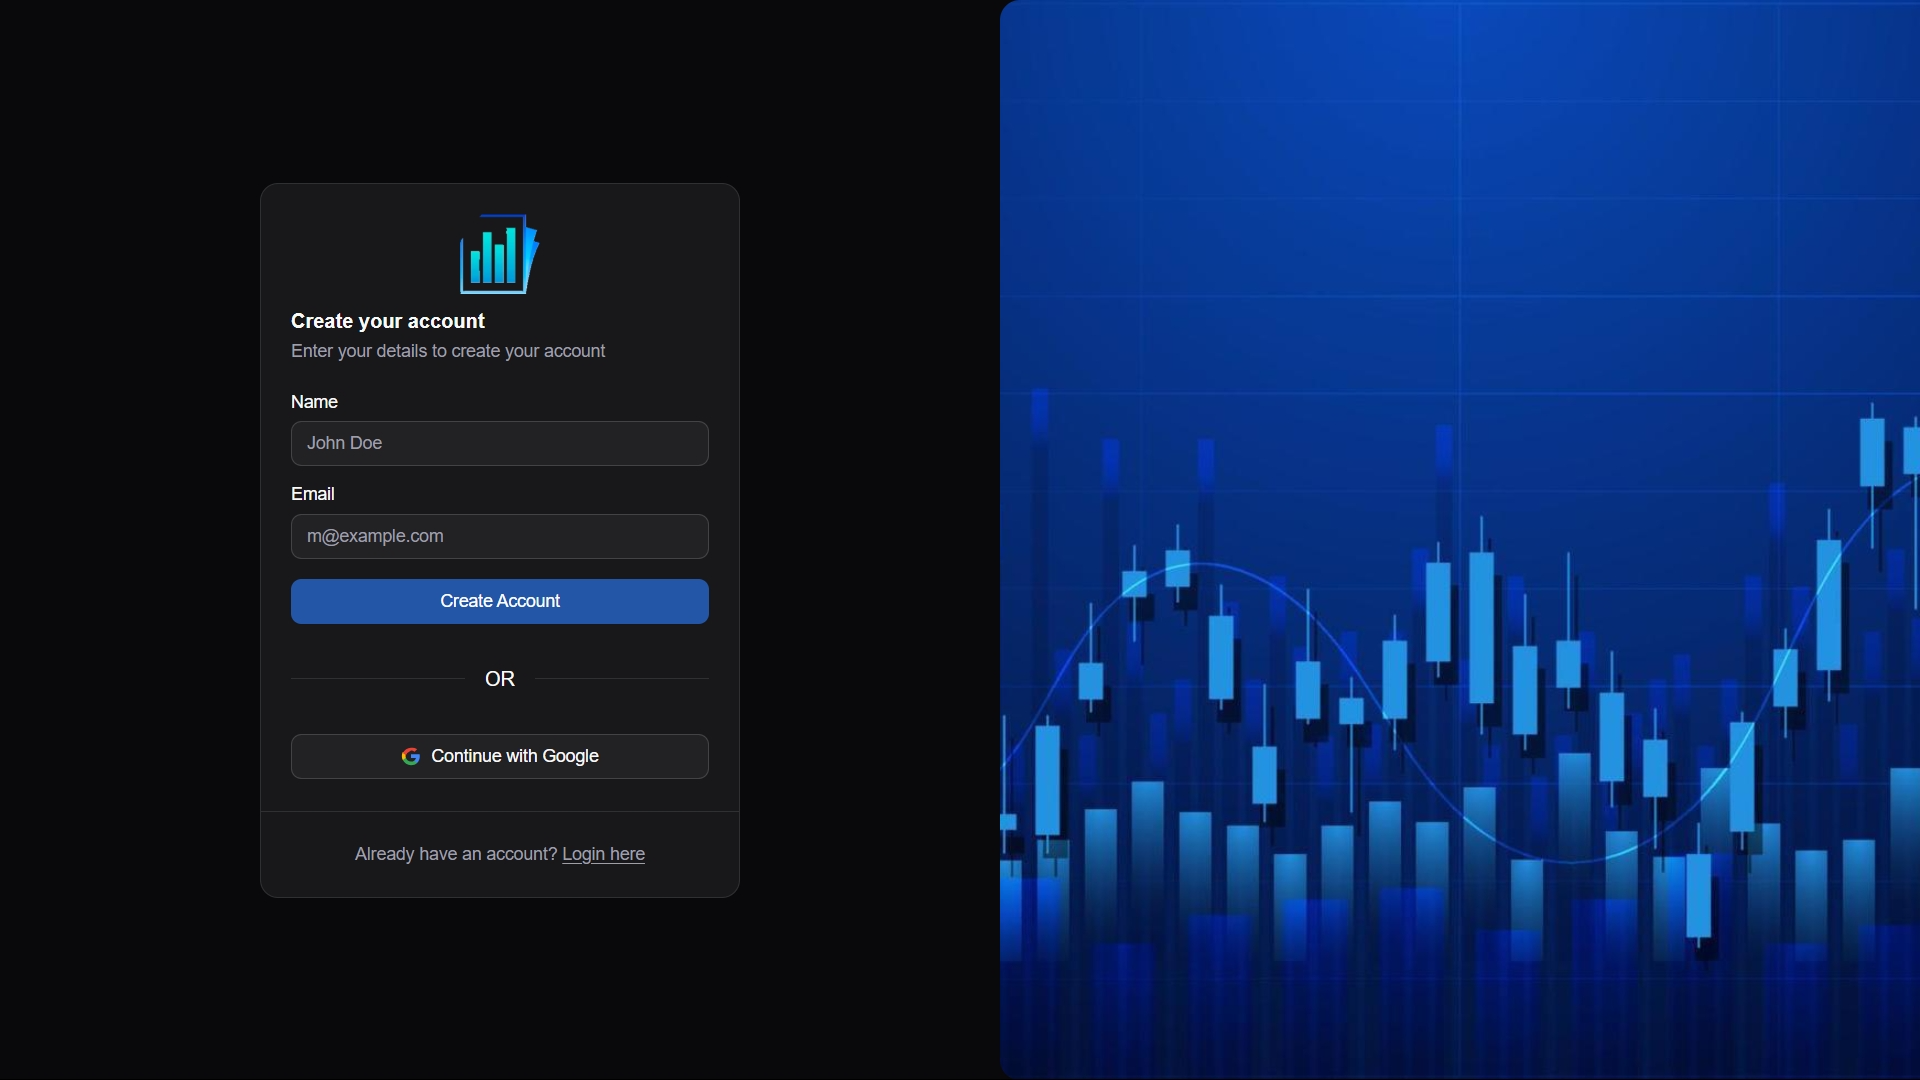 Create your account
Enter your details to create your account
Name
John Doe
Email
m@example.com
Create Account
OR
Continue with Google
Already have an account? Login here